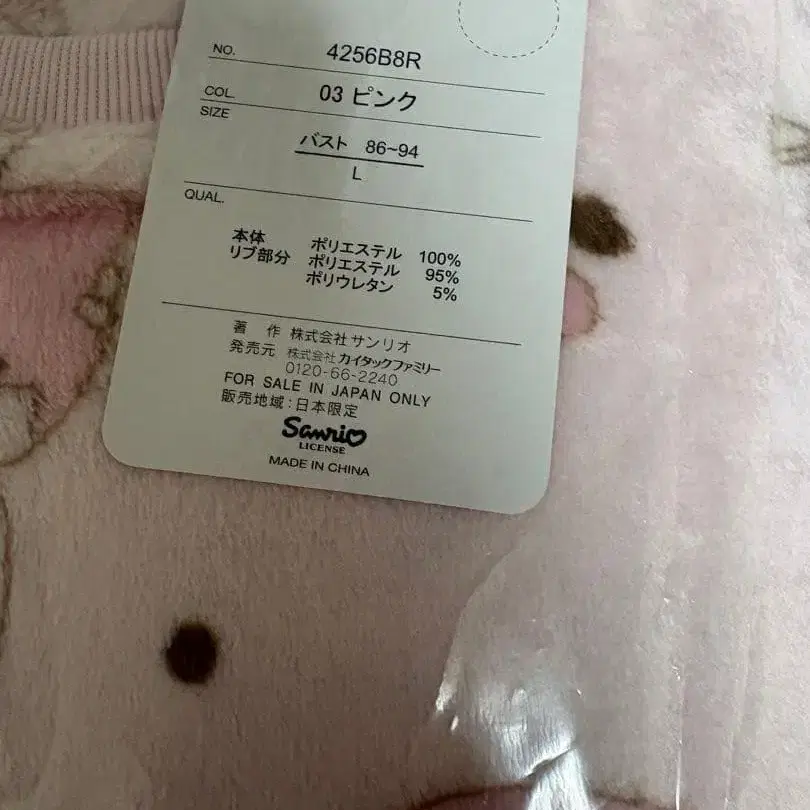 NO. 4256B8R
COL. 03 ピンク
SIZE
バスト 86~94
L
QUAL.
本体 ポリエステル 100%
リブ部分 ポリエステル 95%
ポリウレタン 5%
著 作 株式会社サンリオ
発売元 株式会社カイタックファミリー
0120-66-2240
FOR SALE IN JAPAN ONLY
販売地域:日本限定
Sanrio
LICENSE
MADE IN CHINA